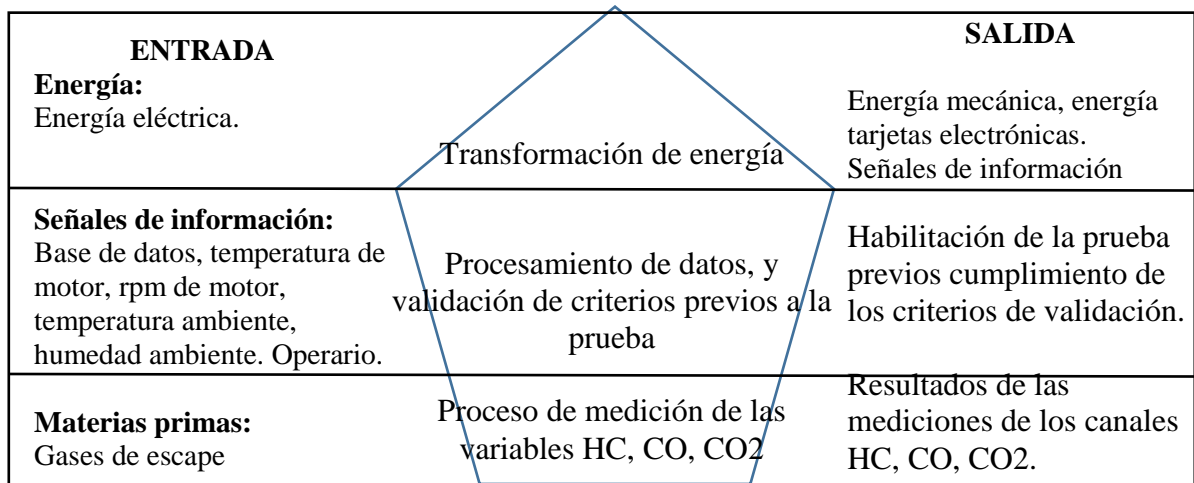 ENTRADA
Energía:
Energía eléctrica.
Transformación de energía
SALIDA
Energía mecánica, energía
tarjetas electrónicas.
Señales de información
Señales de información:
Base de datos, temperatura de
motor, rpm de motor,
temperatura ambiente,
humedad ambiente. Operario.
Procesamiento de datos, y
validación de criterios previos a la
prueba
Habilitación de la prueba
previos cumplimiento de
los criterios de validación.
Materias primas:
Gases de escape
Proceso de medición de las
variables HC, CO, CO2
Resultados de las
mediciones de los canales
HC, CO, CO2.